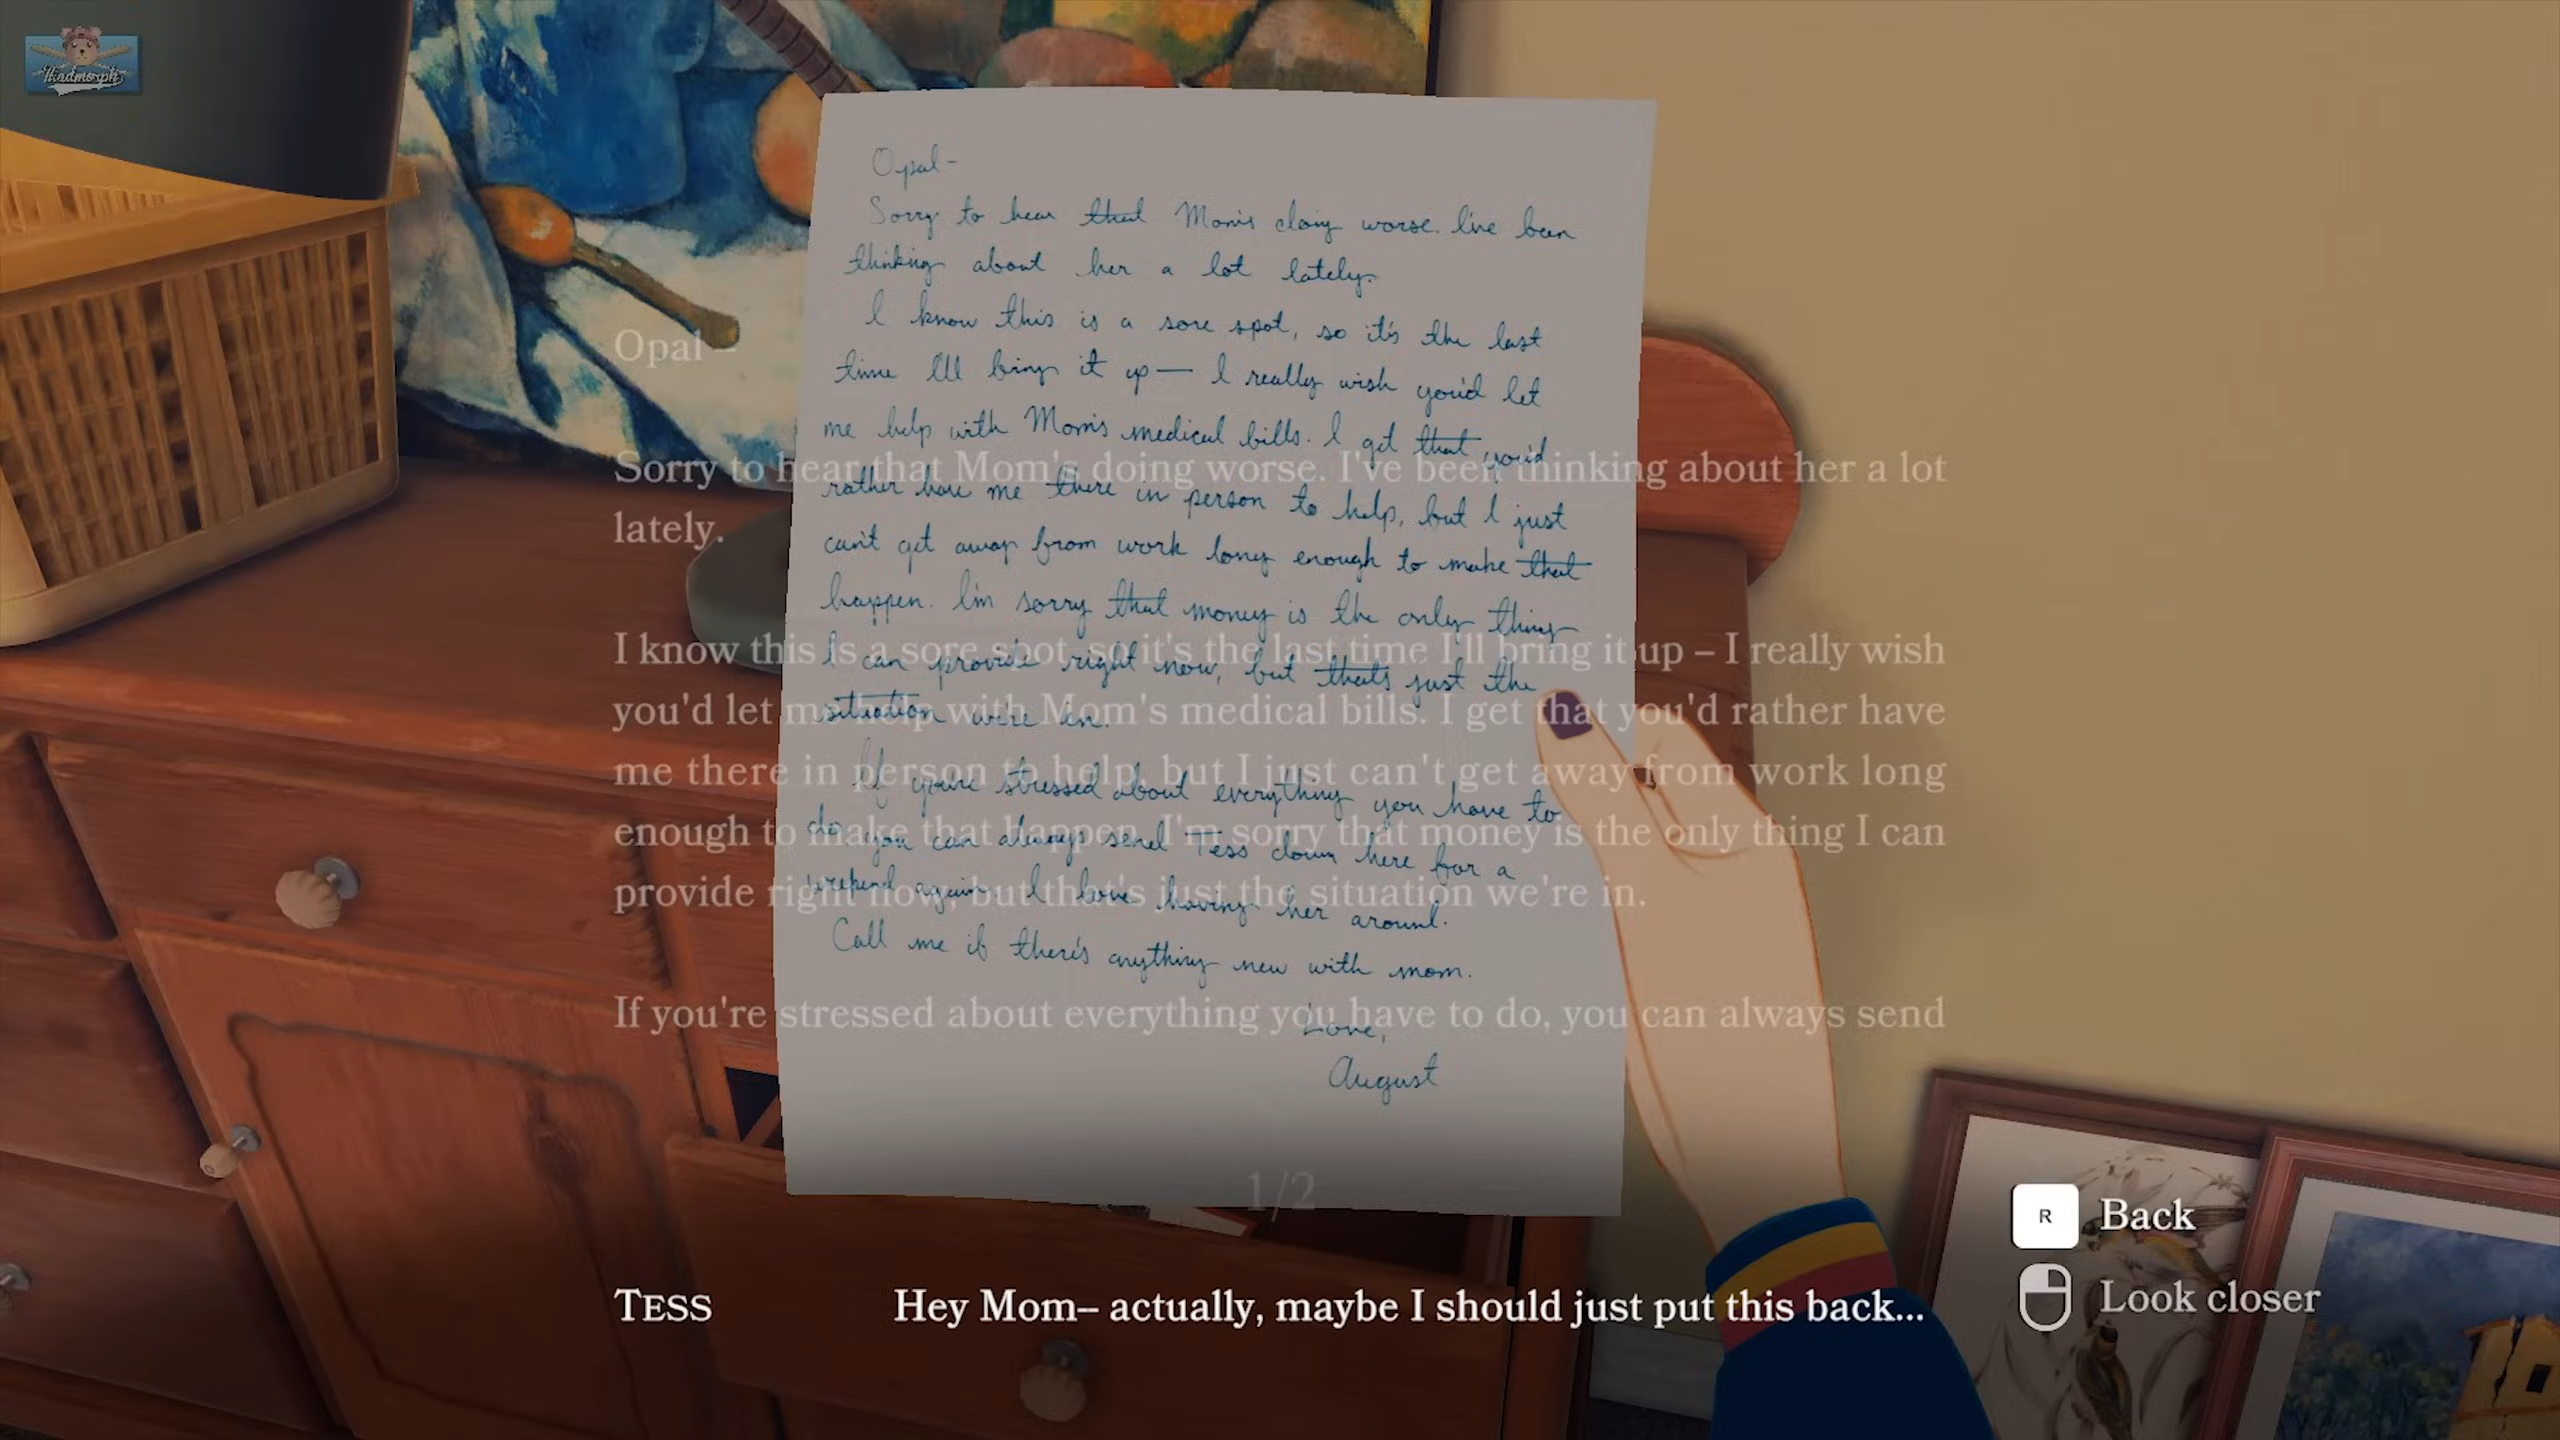 Thadmorph
Opal-
Sorry to hear that Mom's doing worse. I've been
thinking about her a lot lately.
I know this is a sore spot, so it's the last
time I'll bring it up — I really wish you'd let
me help with Mom's medical bills. I get that you'd
rather have me there in person to help, but I just
can't get away from work long enough to make that
happen. I'm sorry that money is the only thing
I can provide right now, but that's just the
situation we're in.
If you're stressed about everything you have to
do you can always send Tess down here for a
weekend again. I love having her around.
Call me if there's anything new with mom.
Love,
August
Opal –
Sorry to hear that Mom's doing worse. I've been thinking about her a lot
lately.
I know this is a sore spot, so it's the last time I'll bring it up – I really wish
you'd let me help with Mom's medical bills. I get that you'd rather have
me there in person to help, but I just can't get away from work long
enough to make that happen. I'm sorry that money is the only thing I can
provide right now, but that's just the situation we're in.
If you're stressed about everything you have to do, you can always send
1/2
R Back
Look closer
TESS Hey Mom– actually, maybe I should just put this back...